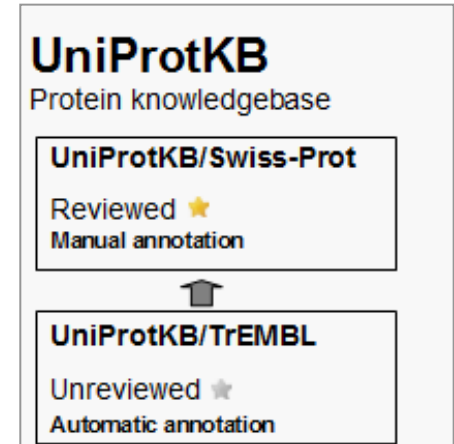 UniProtKB
Protein knowledgebase
UniProtKB/Swiss-Prot
Reviewed
Manual annotation
UniProtKB/TrEMBL
Unreviewed
Automatic annotation